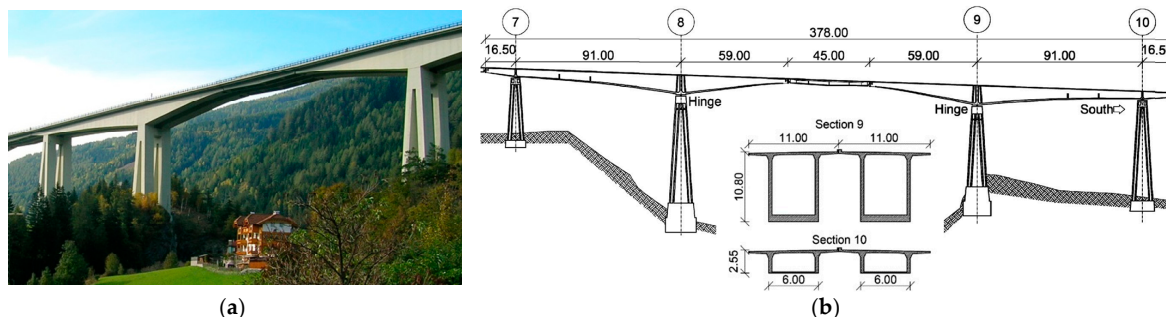 7 8 9 10
378.00
16.50 91.00 59.00 45.00 59.00 91.00 16.5
Hinge Hinge South
Section 9
11.00 11.00
10.80
Section 10
2.55
6.00 6.00
(a) (b)